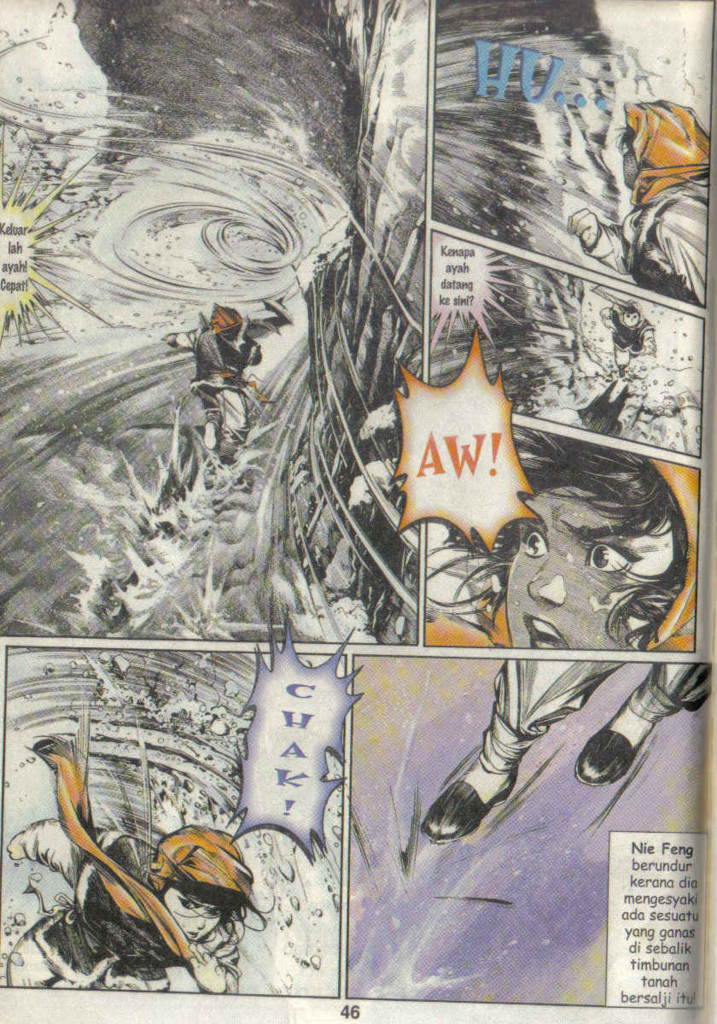 Keluar
lah
ayah!
Cepat!
HU...
Kenapa
ayah
datang
ke sini?
AW!
CHAK!
Nie Feng
berundur
kerana dia
mengesyaki
ada sesuatu
yang ganas
di sebalik
timbunan
tanah
bersalji itu!
46